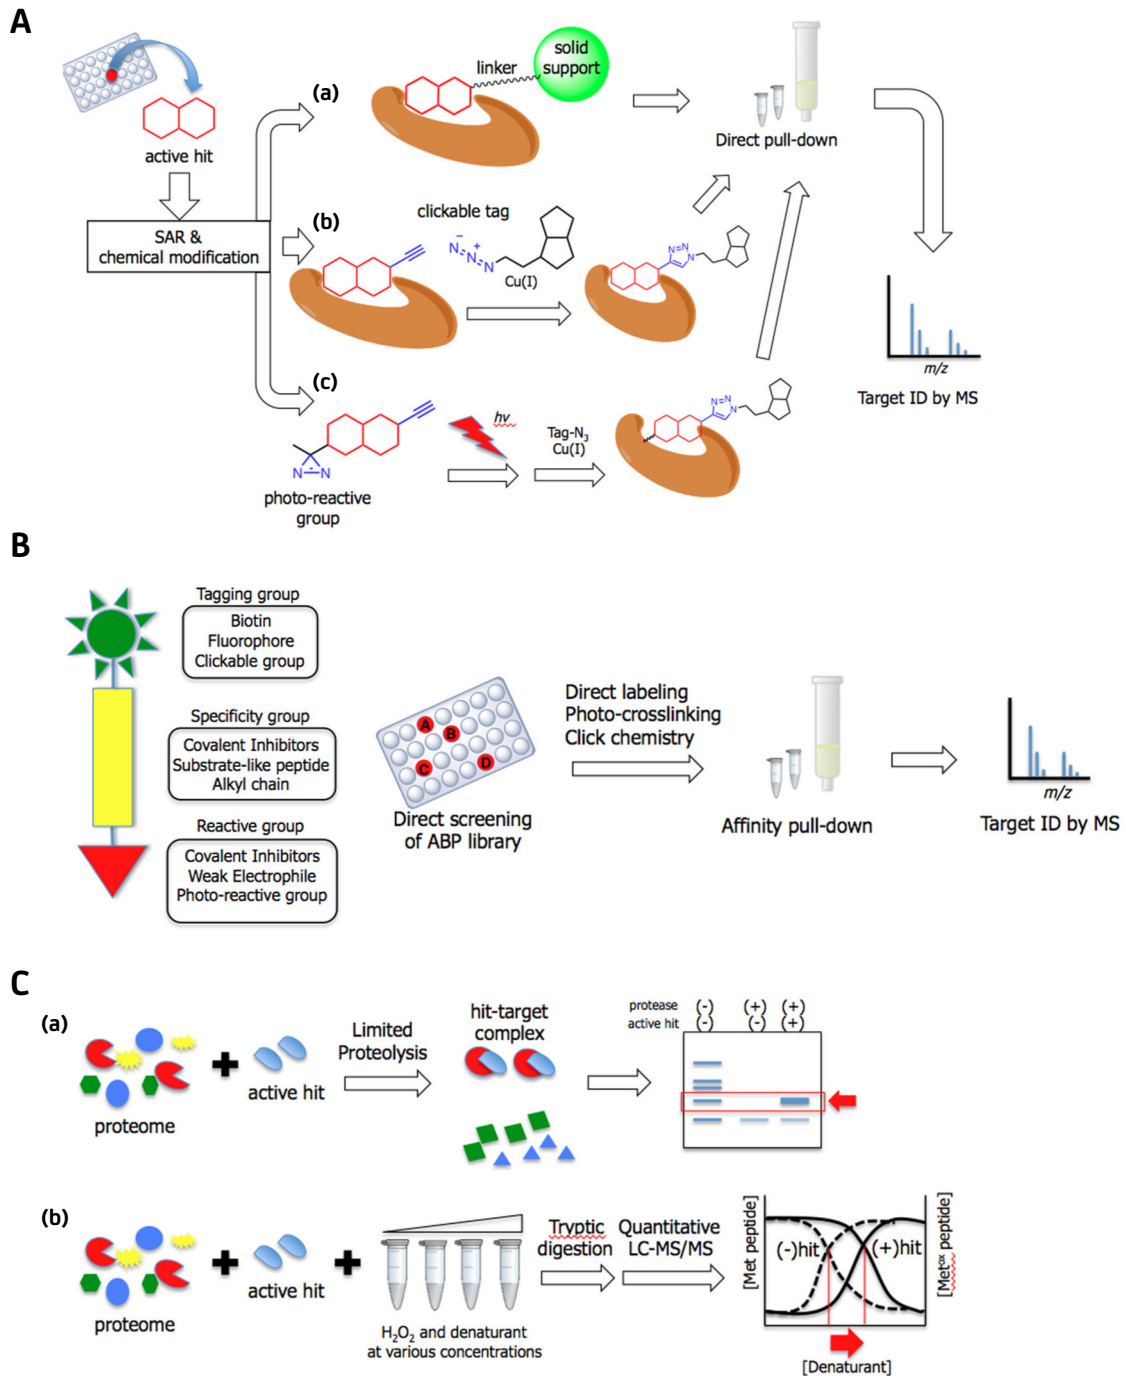 A
active hit
SAR &
chemical modification
(a)
linker
solid
support
Direct pull-down
(b)
clickable tag
N N N
− +
Cu(I)
N N
N
(c)
N N
photo-reactive
group
hν
Tag-N₃
Cu(I)
N N
N
m/z
Target ID by MS
B
Tagging group
Biotin
Fluorophore
Clickable group
Specificity group
Covalent Inhibitors
Substrate-like peptide
Alkyl chain
Reactive group
Covalent Inhibitors
Weak Electrophile
Photo-reactive group
A
B
C
D
Direct screening
of ABP library
Direct labeling
Photo-crosslinking
Click chemistry
Affinity pull-down
m/z
Target ID by MS
C
(a)
proteome
active hit
Limited
Proteolysis
hit-target
complex
protease (-) (+) (+)
active hit (-) (-) (+)
(b)
proteome
active hit
H₂O₂ and denaturant
at various concentrations
Tryptic
digestion
Quantitative
LC-MS/MS
[Met peptide]
(-)hit
(+)hit
[Metᵒˣ peptide]
[Denaturant]